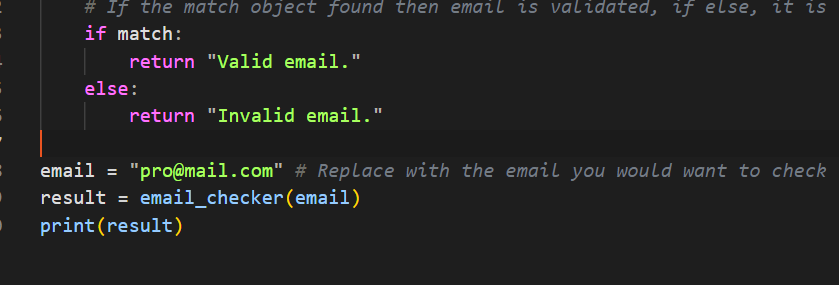 # If the match object found then email is validated, if else, it is
if match:
return "Valid email."
else:
return "Invalid email."
email = "pro@mail.com" # Replace with the email you would want to check
result = email_checker(email)
print(result)